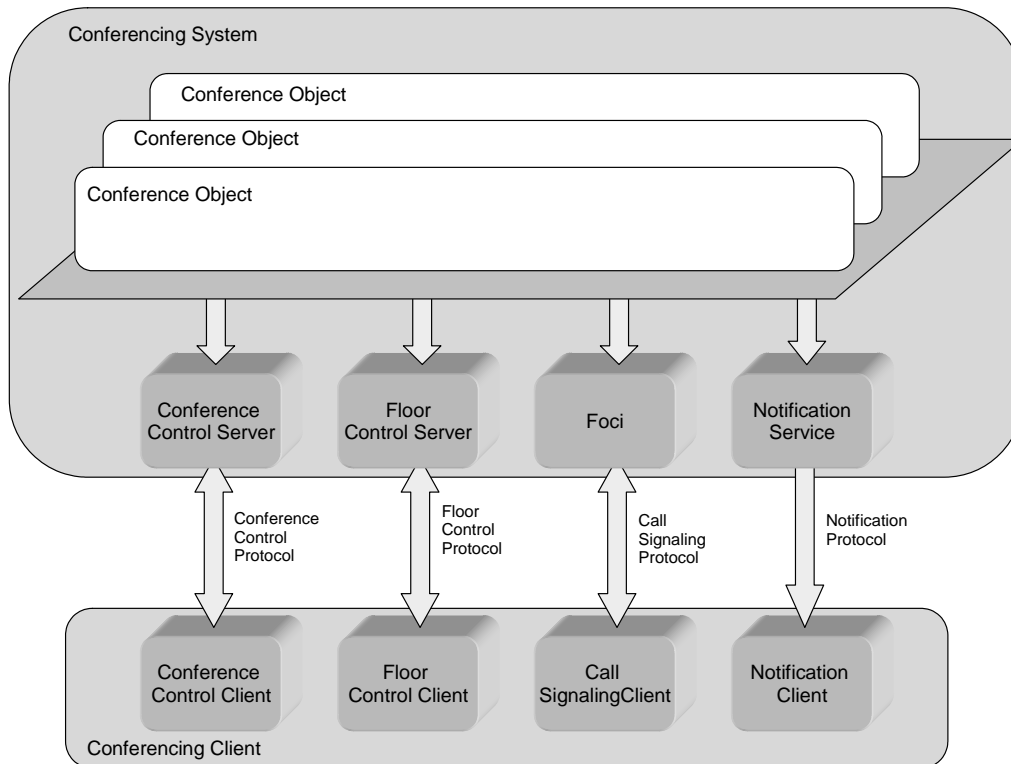 Conferencing System
Conference Object
Conference Object
Conference Object
Conference
Control Server
Floor
Control Server
Foci
Notification
Service
Conference
Control
Protocol
Floor
Control
Protocol
Call
Signaling
Protocol
Notification
Protocol
Conference
Control Client
Floor
Control Client
Call
SignalingClient
Notification
Client
Conferencing Client